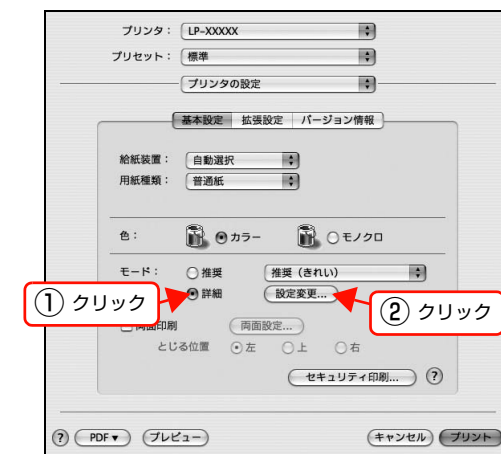 プリンタ： LP-XXXXX
プリセット： 標準
プリンタの設定
基本設定 拡張設定 バージョン情報
給紙装置： 自動選択
用紙種類： 普通紙
色： カラー モノクロ
モード： 推奨 推奨（きれい）
詳細 設定変更...
① クリック
② クリック
両面印刷 両面設定...
とじる位置 左 上 右
セキュリティ印刷... ?
? PDF▼ プレビュー キャンセル プリント